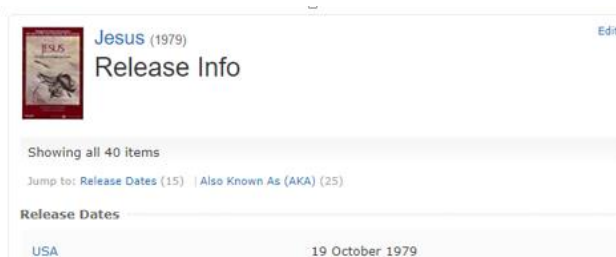 Edit
Jesus (1979)
Release Info
JESUS
Showing all 40 items
Jump to: Release Dates (15) | Also Known As (AKA) (25)
Release Dates
USA 19 October 1979